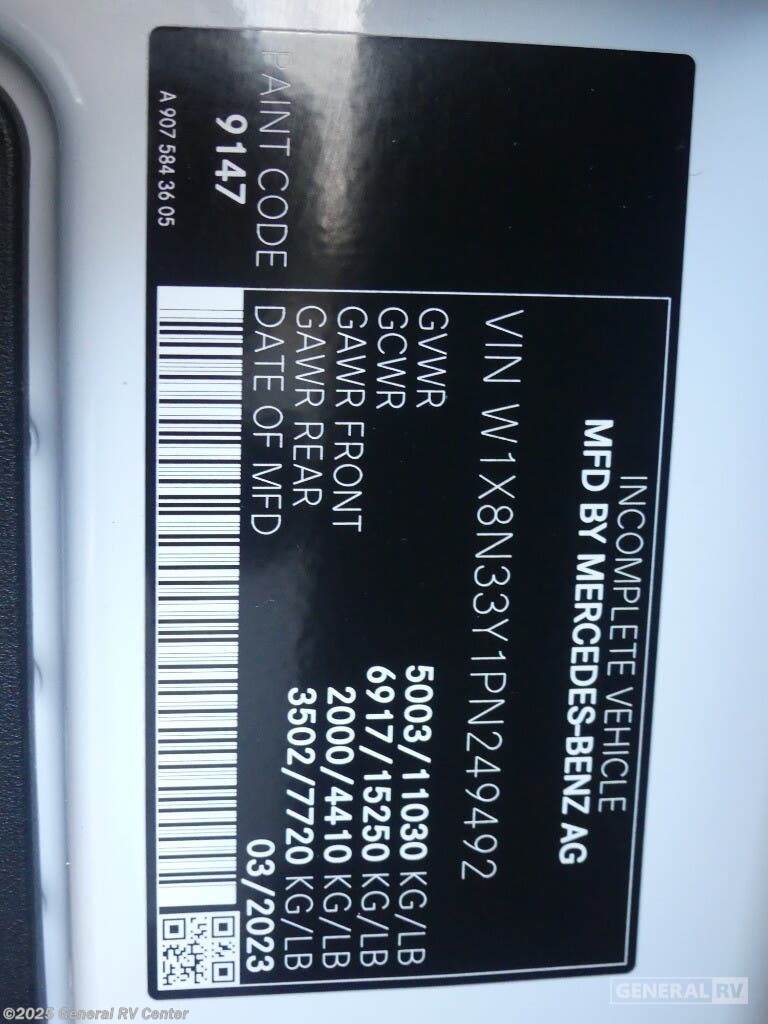 INCOMPLETE VEHICLE
MFD BY MERCEDES-BENZ AG
VIN W1X8N33Y1PN249492
GVWR 5003/11030 KG/LB
GCWR 6917/15250 KG/LB
GAWR FRONT 2000/4410 KG/LB
GAWR REAR 3502/7720 KG/LB
DATE OF MFD 03/2023
PAINT CODE
9147
A 907 584 36 05
GENERAL RV
©2025 General RV Center